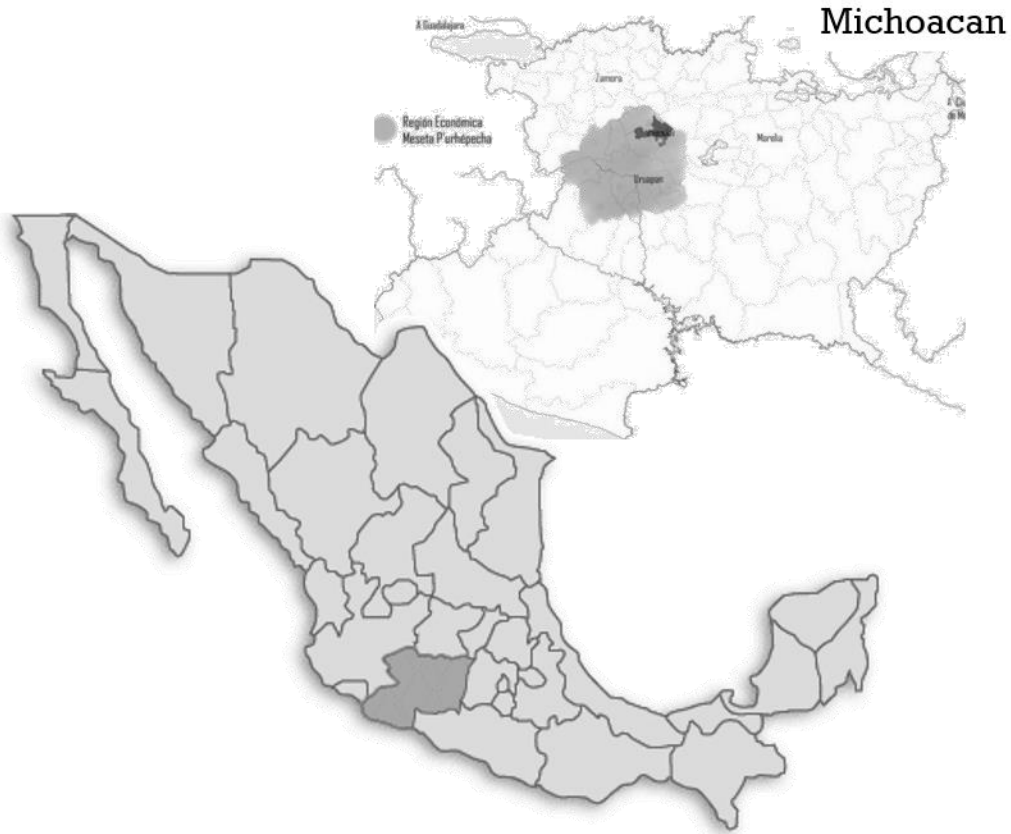 Michoacan
A Guadalajara
Zamora
Región Económica
Meseta P'urhépecha
Morelia
Uruapan